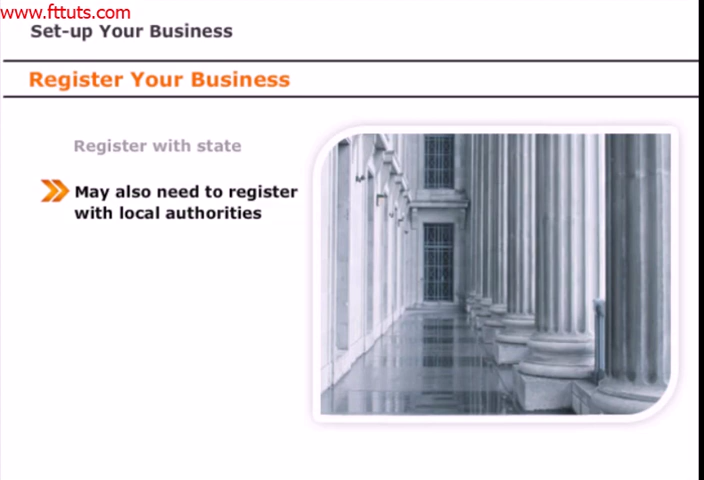 www.fttuts.com
Set-up Your Business
Register Your Business
Register with state
May also need to register
with local authorities